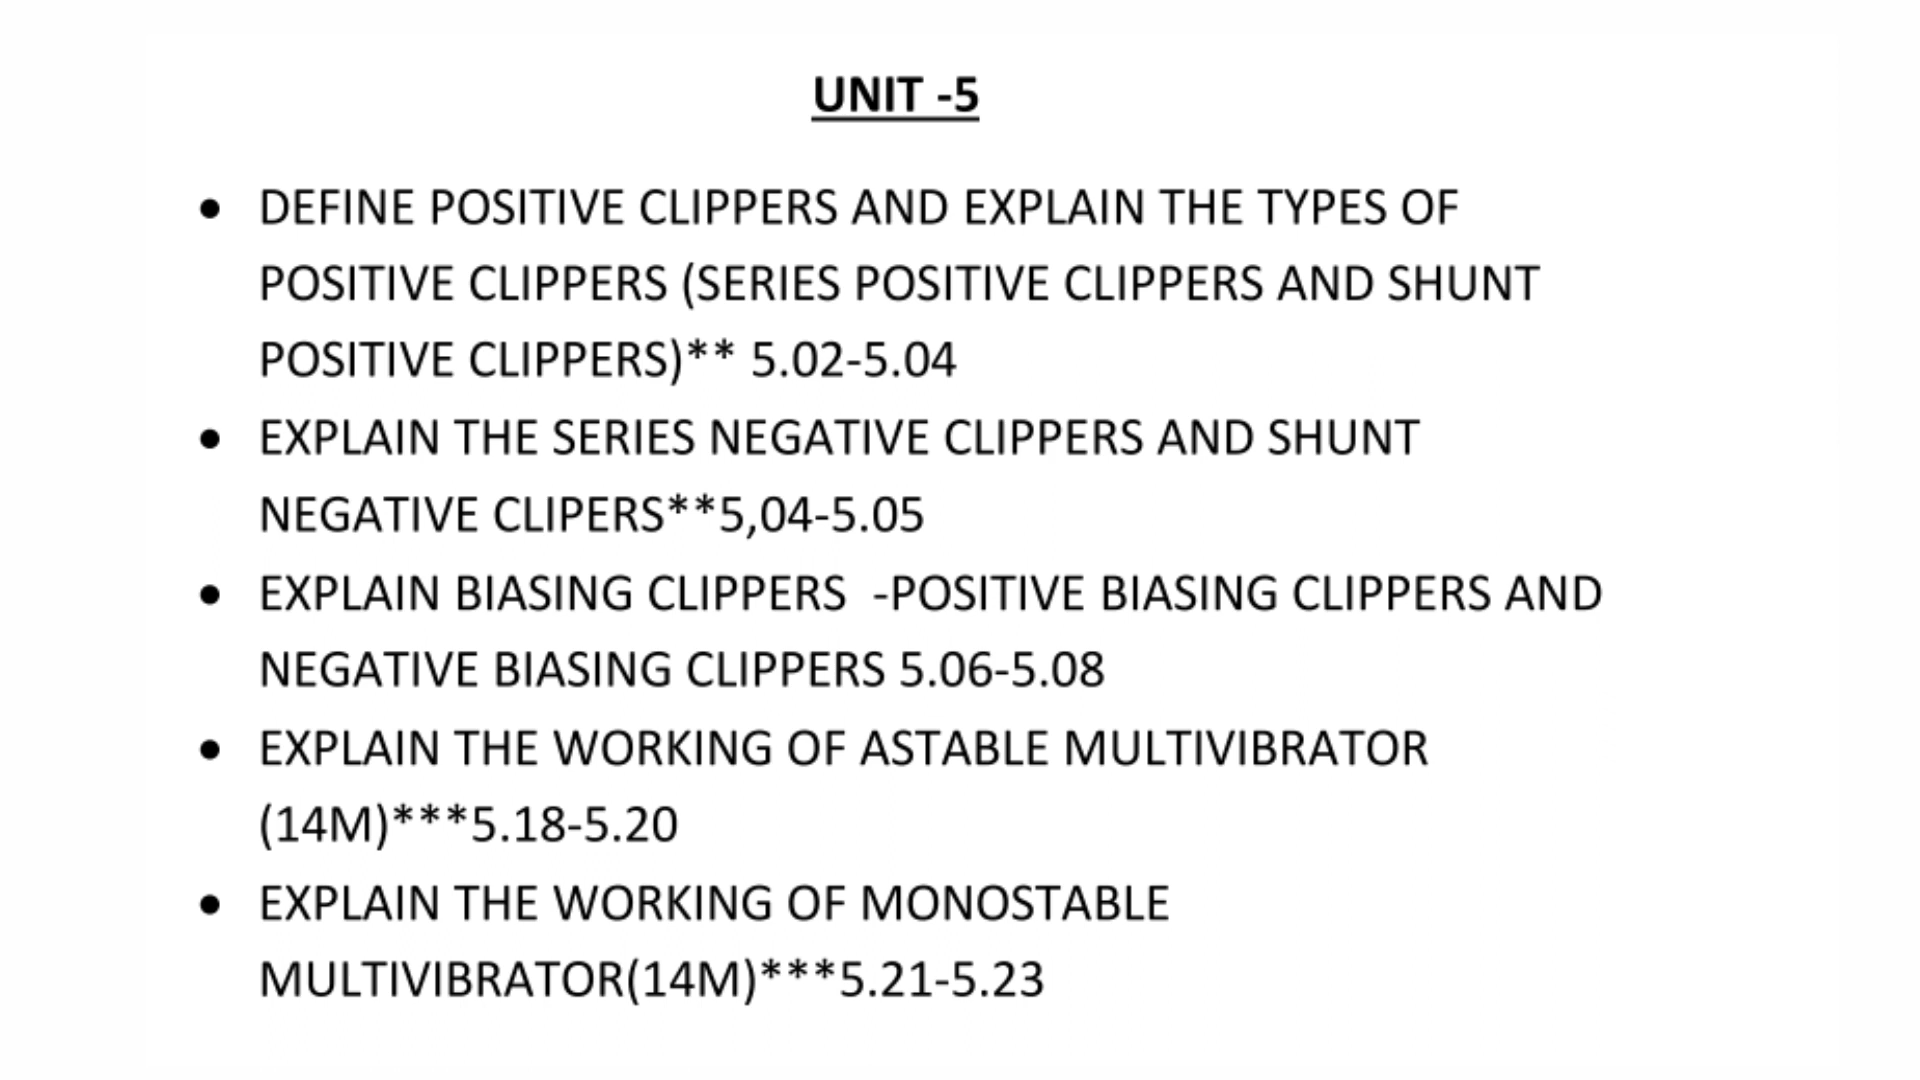 UNIT -5
• DEFINE POSITIVE CLIPPERS AND EXPLAIN THE TYPES OF
POSITIVE CLIPPERS (SERIES POSITIVE CLIPPERS AND SHUNT
POSITIVE CLIPPERS)** 5.02-5.04
• EXPLAIN THE SERIES NEGATIVE CLIPPERS AND SHUNT
NEGATIVE CLIPERS**5,04-5.05
• EXPLAIN BIASING CLIPPERS  -POSITIVE BIASING CLIPPERS AND
NEGATIVE BIASING CLIPPERS 5.06-5.08
• EXPLAIN THE WORKING OF ASTABLE MULTIVIBRATOR
(14M)***5.18-5.20
• EXPLAIN THE WORKING OF MONOSTABLE
MULTIVIBRATOR(14M)***5.21-5.23